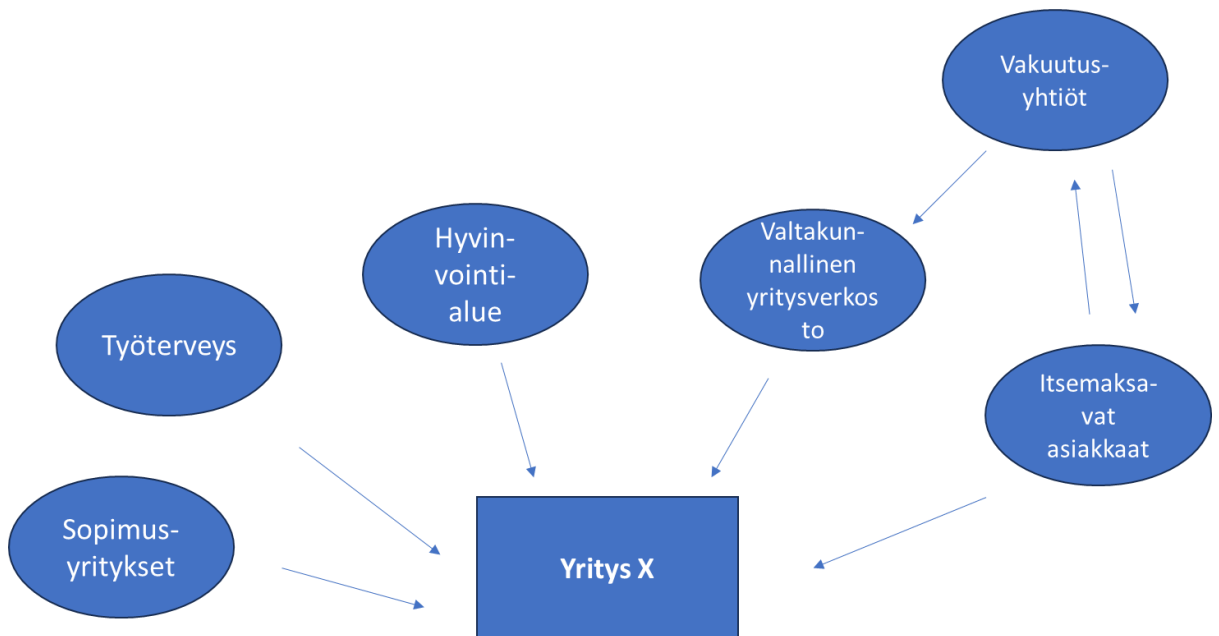 Vakuutus-
yhtiöt
Hyvin-
vointi-
alue
Valtakun-
nallinen
yritysverkos
to
Työterveys
Itsemaksa-
vat
asiakkaat
Sopimus-
yritykset
Yritys X